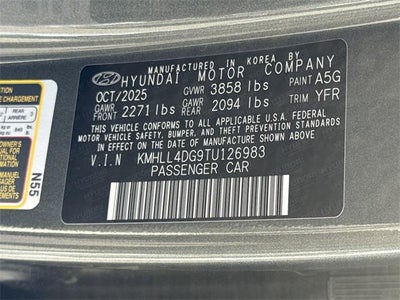 MANUFACTURED IN KOREA BY
HYUNDAI MOTOR COMPANY
OCT/2025 GVWR 3858 lbs PAINT A5G
GAWR FRONT 2271 lbs GAWR REAR 2094 lbs TRIM YFR
THIS VEHICLE CONFORMS TO ALL APPLICABLE U.S.A. FEDERAL
MOTOR VEHICLE SAFETY, BUMPER, AND THEFT PREVENTION
STANDARDS IN EFFECT ON THE DATE OF MANUFACTURE
SHOWN ABOVE.
V.I.N KMHLL4DG9TU126983
PASSENGER CAR
CHARGEMENT
ARRIÈRE
N55